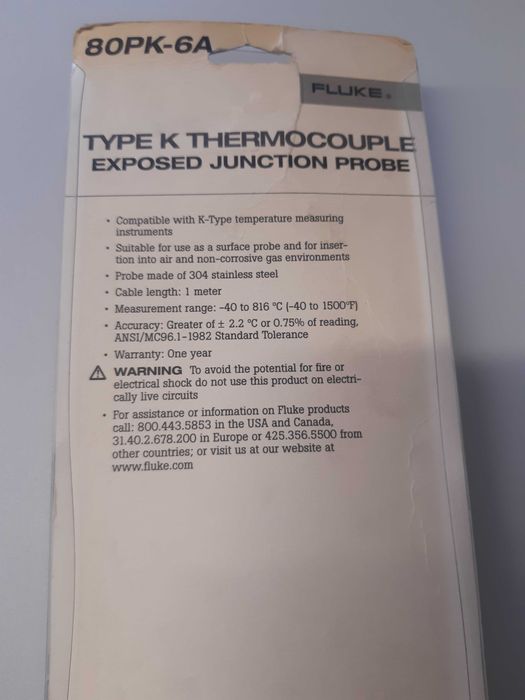 80PK-6A
FLUKE®
TYPE K THERMOCOUPLE
EXPOSED JUNCTION PROBE
• Compatible with K-Type temperature measuring
instruments
• Suitable for use as a surface probe and for inser-
tion into air and non-corrosive gas environments
• Probe made of 304 stainless steel
• Cable length: 1 meter
• Measurement range: -40 to 816 °C (-40 to 1500°F)
• Accuracy: Greater of ± 2.2 °C or 0.75% of reading,
ANSI/MC96.1-1982 Standard Tolerance
• Warranty: One year
WARNING To avoid the potential for fire or
electrical shock do not use this product on electri-
cally live circuits
• For assistance or information on Fluke products
call: 800.443.5853 in the USA and Canada,
31.40.2.678.200 in Europe or 425.356.5500 from
other countries; or visit us at our website at
www.fluke.com